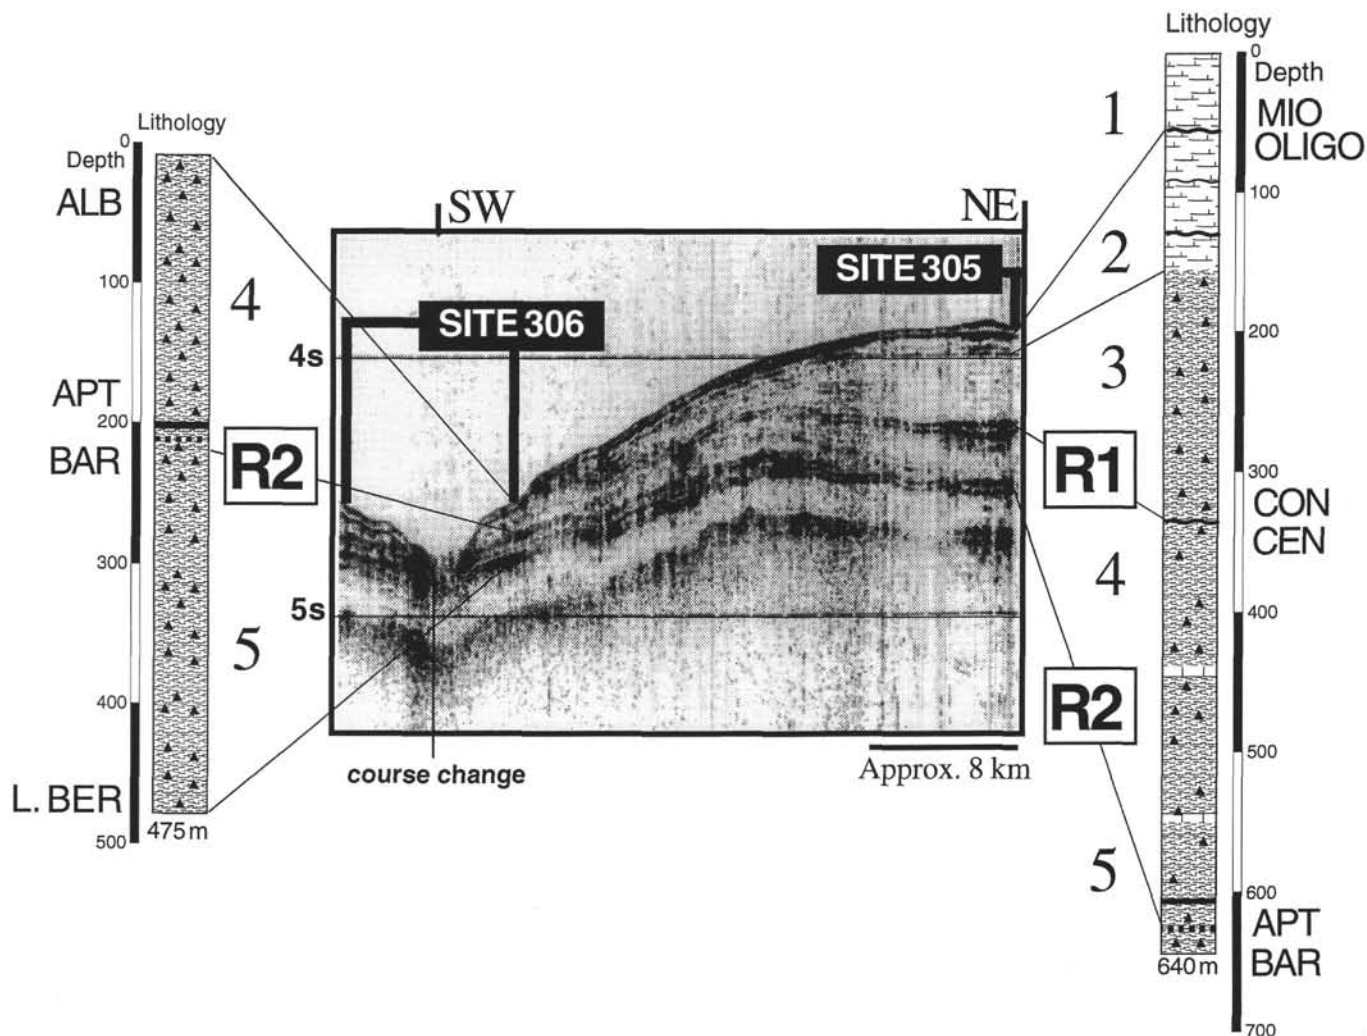 Lithology
0
Depth
ALB
100
4
APT
200
BAR
R2
300
5
400
L. BER
475 m
500
SW
NE
SITE 305
SITE 306
4s
5s
course change
Approx. 8 km
Lithology
0
Depth
1
MIO
OLIGO
100
2
200
3
300
R1
CON
CEN
4
400
R2
500
5
600
APT
BAR
640 m
700